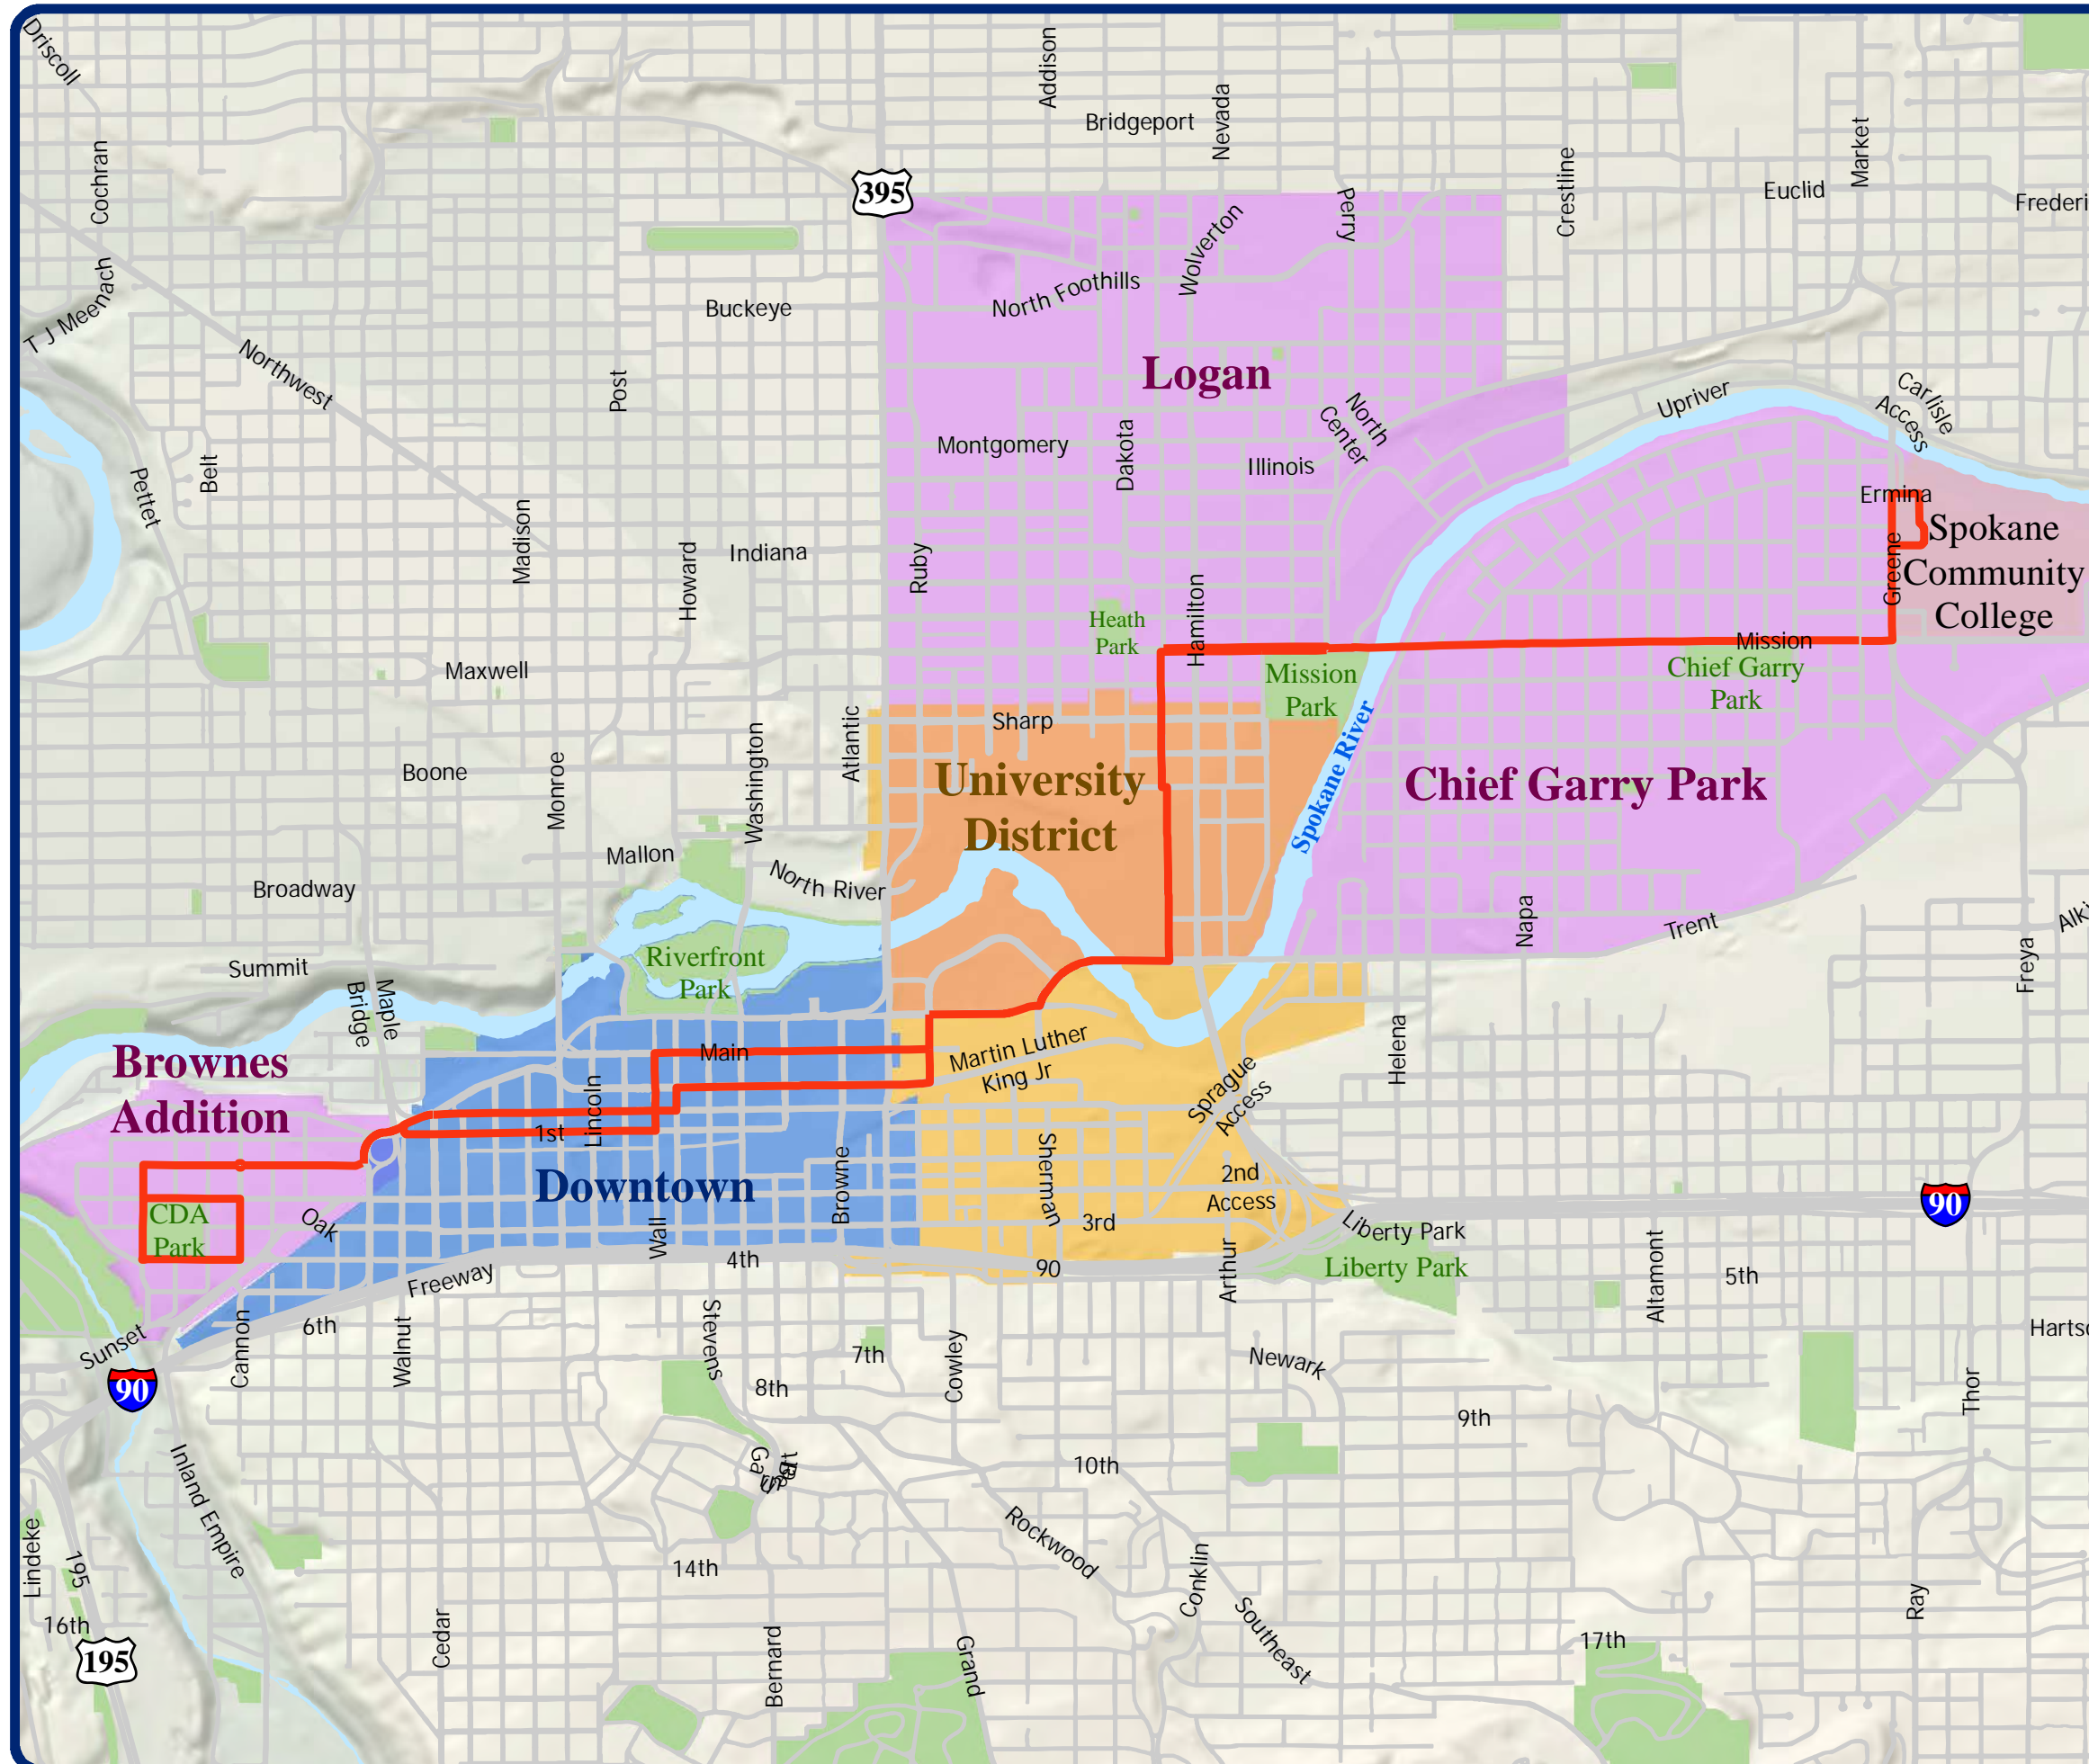 Driscoll
Addison
Bridgeport
Nevada
Cochran
395
Perry
Crestline
Market
Euclid
Wolverton
T J Meenach
North Foothills
Buckeye
Northwest
Post
Logan
Upriver
Carlisle
Access
North
Center
Montgomery
Dakota
Illinois
Belt
Pettet
Madison
Ermina
Spokane
Community
College
Greene
Indiana
Howard
Ruby
Hamilton
Heath
Park
Maxwell
Mission
Mission
Park
Chief Garry
Park
Sharp
Atlantic
Washington
Monroe
Boone
University
District
Spokane River
Chief Garry Park
Mallon
North River
Broadway
Napa
Trent
Freya
Summit
Riverfront
Park
Bridge
Maple
Brownes
Addition
Main
Martin Luther
King Jr
Helena
Sprague
Access
Lincoln
1st
Downtown
Browne
Sherman
2nd
Access
3rd
90
CDA
Park
Oak
Wall
4th
Freeway
90
Arthur
Liberty Park
Liberty Park
Altamont
5th
Sunset
Cannon
6th
Walnut
Stevens
7th
8th
Cowley
Newark
90
9th
Thor
10th
Inland Empire
Rockwood
14th
Lindeke
195
16th
195
Cedar
Bernard
Grand
Conklin
Southeast
17th
Ray